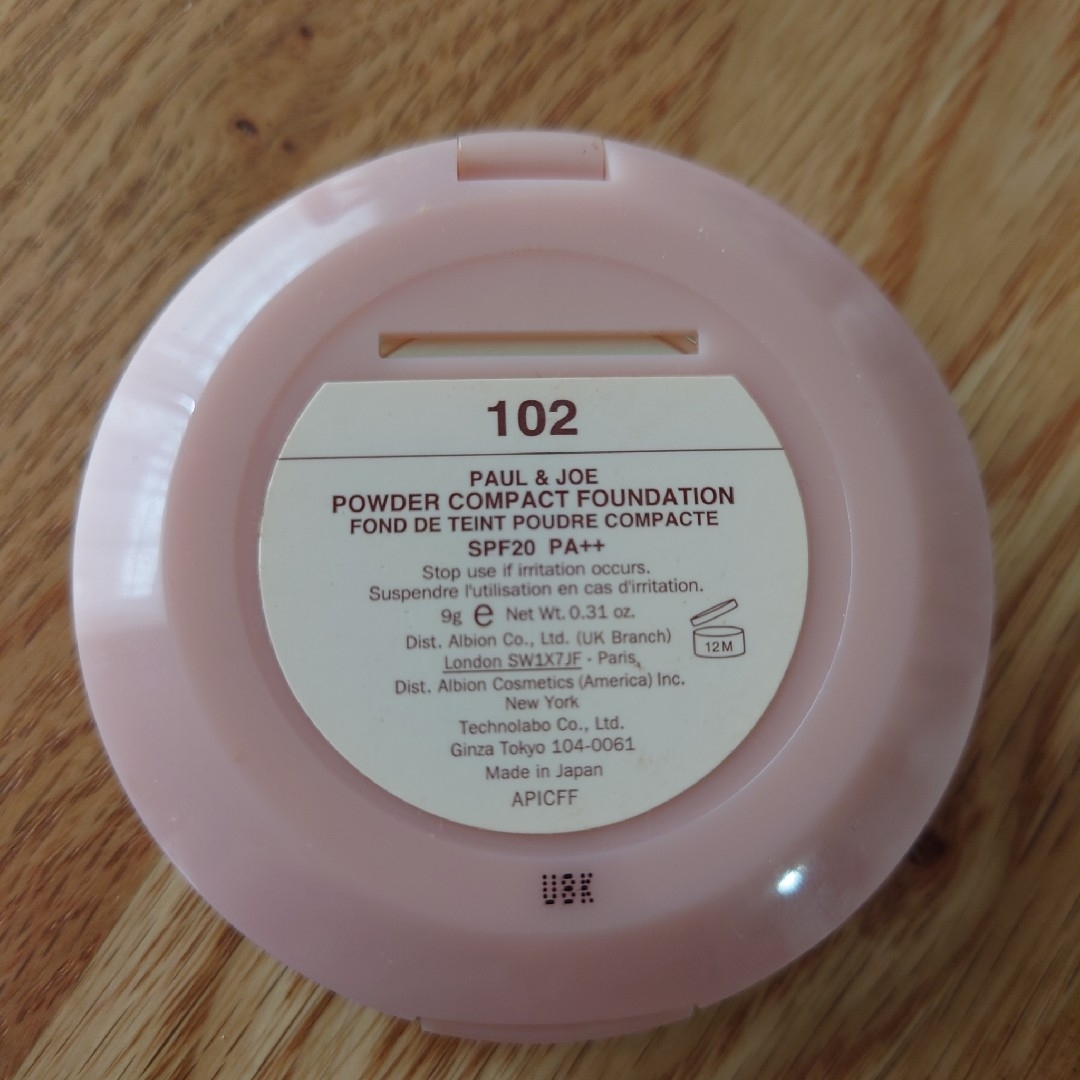 102
PAUL & JOE
POWDER COMPACT FOUNDATION
FOND DE TEINT POUDRE COMPACTE
SPF20 PA++
Stop use if irritation occurs.
Suspendre l'utilisation en cas d'irritation.
9g e Net Wt. 0.31 oz.
Dist. Albion Co., Ltd. (UK Branch)
12M
London SW1X7JF - Paris,
Dist. Albion Cosmetics (America) Inc.
New York
Technolabo Co., Ltd.
Ginza Tokyo 104-0061
Made in Japan
APICFF
U8K